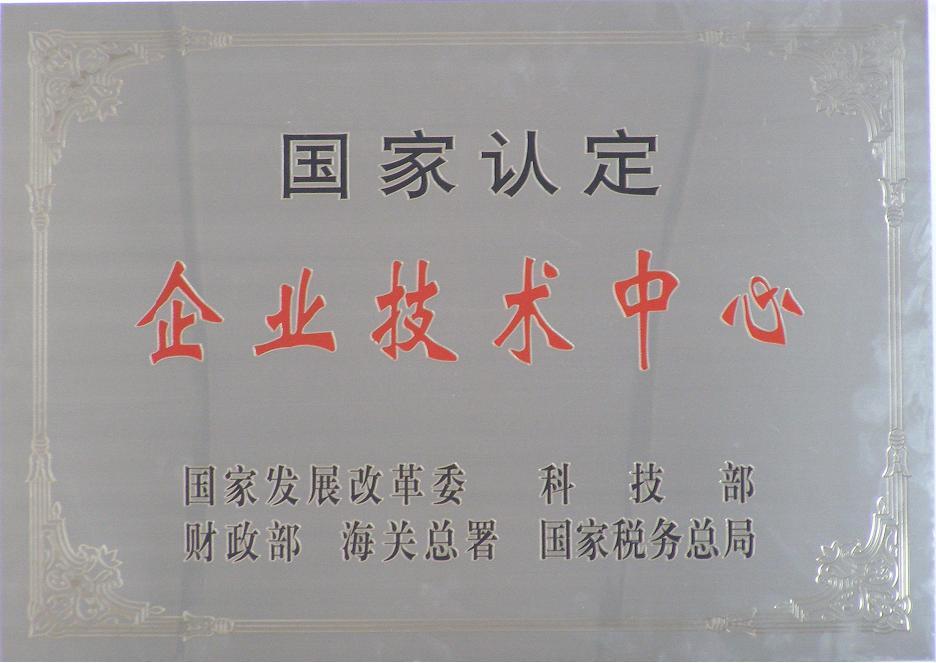 国家认定
企业技术中心
国家发展改革委 科技部
财政部 海关总署 国家税务总局